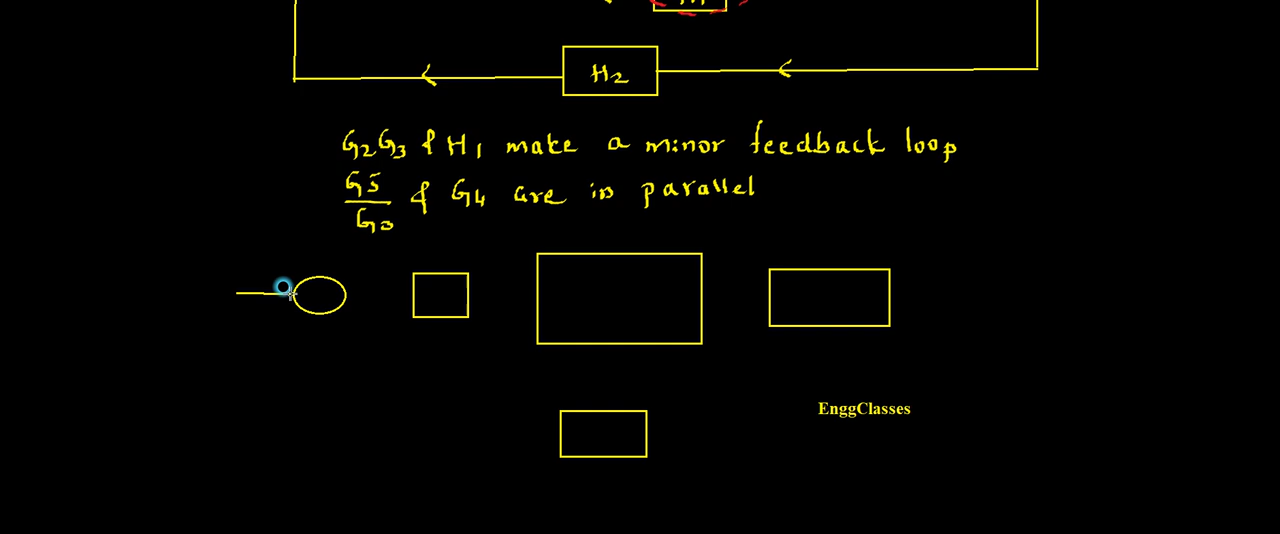 H2
G2G3 & H1 make a minor feedback loop
G5/G3 & G4 are in parallel
EnggClasses